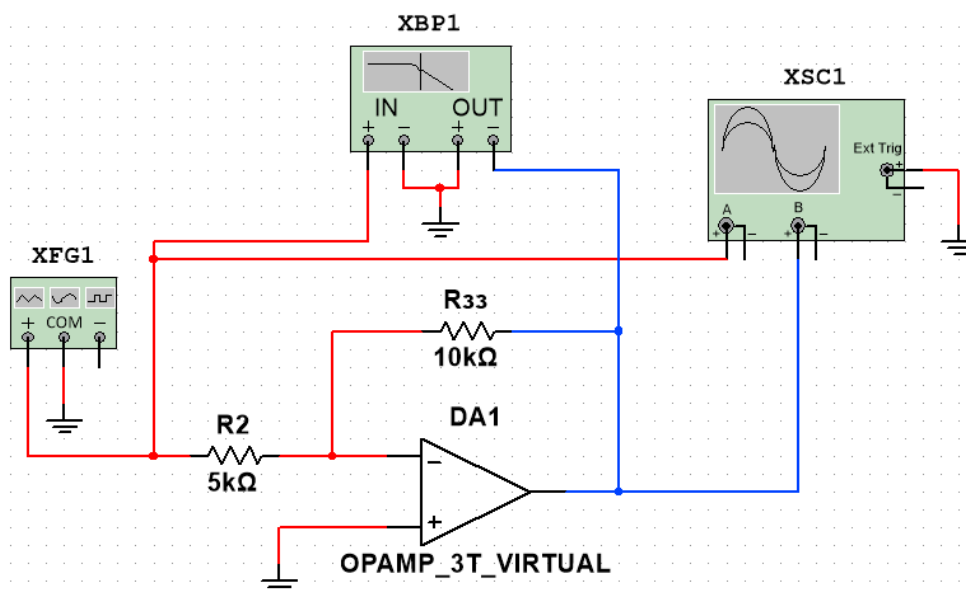 XBP1
IN OUT
+ − + −
XSC1
Ext Trig
+
−
A B
+ − + −
XFG1
+ COM −
R33
10kΩ
R2
5kΩ
DA1
−
+
OPAMP_3T_VIRTUAL